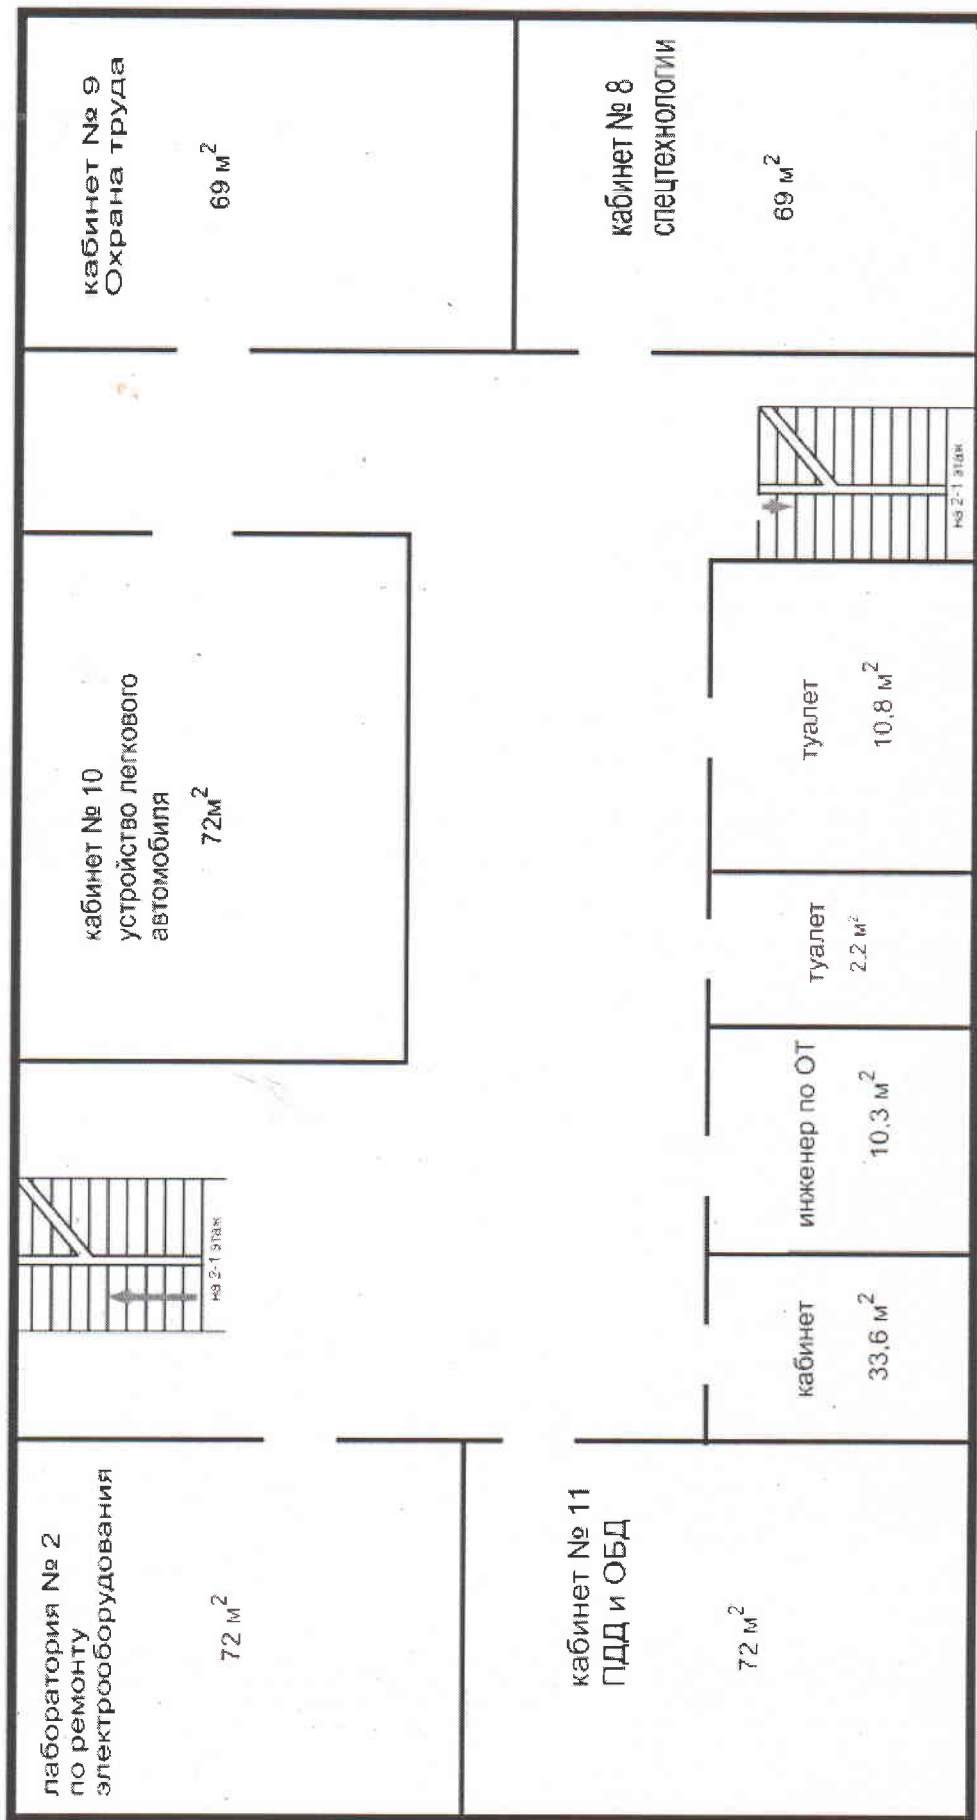 лаборатория № 2
по ремонту
электрооборудования
72 м²
на 2-1 этаж
кабинет № 10
устройство легкового
автомобиля
72м²
кабинет № 9
Охрана труда
69 м²
кабинет № 11
ПДД и ОБД
72 м²
кабинет
33,6 м²
инженер по ОТ
10,3 м²
туалет
2,2 м²
туалет
10,8 м²
на 2-1 этаж
кабинет № 8
спецтехнологии
69 м²